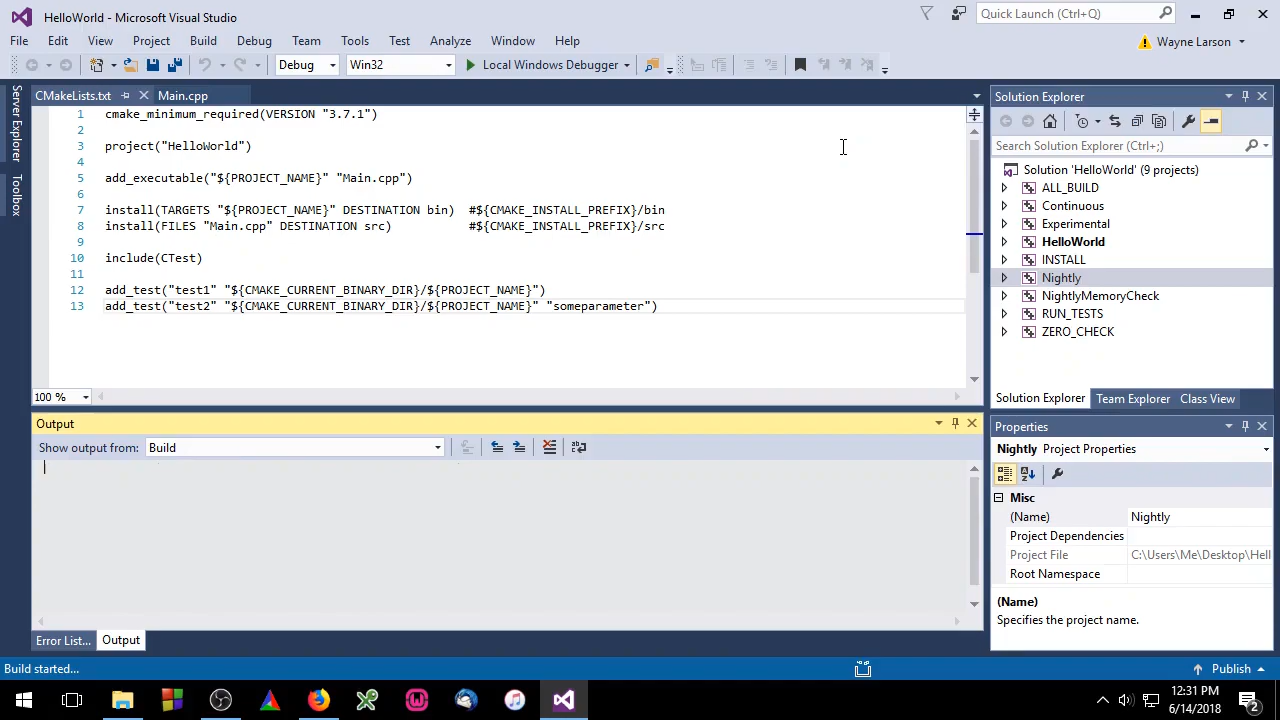 HelloWorld - Microsoft Visual Studio
Quick Launch (Ctrl+Q)
File Edit View Project Build Debug Team Tools Test Analyze Window Help
Wayne Larson
Debug Win32 Local Windows Debugger
Server Explorer
Toolbox
CMakeLists.txt Main.cpp
1 cmake_minimum_required(VERSION "3.7.1")
2
3 project("HelloWorld")
4
5 add_executable("${PROJECT_NAME}" "Main.cpp")
6
7 install(TARGETS "${PROJECT_NAME}" DESTINATION bin) #${CMAKE_INSTALL_PREFIX}/bin
8 install(FILES "Main.cpp" DESTINATION src) #${CMAKE_INSTALL_PREFIX}/src
9
10 include(CTest)
11
12 add_test("test1" "${CMAKE_CURRENT_BINARY_DIR}/${PROJECT_NAME}")
13 add_test("test2" "${CMAKE_CURRENT_BINARY_DIR}/${PROJECT_NAME}" "someparameter")
100 %
Output
Show output from: Build
Error List... Output
Solution Explorer
Search Solution Explorer (Ctrl+;)
Solution 'HelloWorld' (9 projects)
ALL_BUILD
Continuous
Experimental
HelloWorld
INSTALL
Nightly
NightlyMemoryCheck
RUN_TESTS
ZERO_CHECK
Solution Explorer Team Explorer Class View
Properties
Nightly Project Properties
Misc
(Name) Nightly
Project Dependencies
Project File C:\Users\Me\Desktop\Hell
Root Namespace
(Name)
Specifies the project name.
Build started...
Publish
12:31 PM
6/14/2018
2